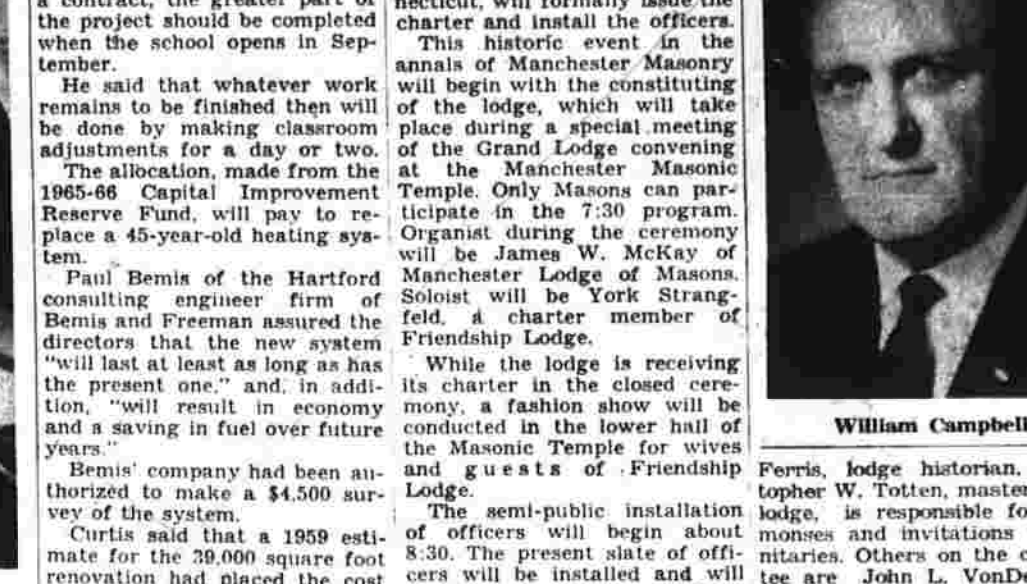 a contract, the greater part of
the project should be completed
when the school opens in Sep-
tember.
He said that whatever work
remains to be finished then will
be done by making classroom
adjustments for a day or two.
The allocation, made from the
1965-66 Capital Improvement
Reserve Fund, will pay to re-
place a 45-year-old heating sys-
tem.
Paul Bemis of the Hartford
consulting engineer firm of
Bemis and Freeman assured the
directors that the new system
"will last at least as long as has
the present one," and, in addi-
tion, "will result in economy
and a saving in fuel over future
years."
Bemis' company had been au-
thorized to make a $4,500 sur-
vey of the system.
Curtis said that a 1959 esti-
mate for the 39,000 square foot
renovation had placed the cost
necticut, will formally issue the
charter and install the officers.
This historic event in the
annals of Manchester Masonry
will begin with the constituting
of the lodge, which will take
place during a special meeting
of the Grand Lodge convening
at the Manchester Masonic
Temple. Only Masons can par-
ticipate in the 7:30 program.
Organist during the ceremony
will be James W. McKay of
Manchester Lodge of Masons.
Soloist will be York Strang-
feld, a charter member of
Friendship Lodge.
While the lodge is receiving
its charter in the closed cere-
mony, a fashion show will be
conducted in the lower hall of
the Masonic Temple for wives
and guests of Friendship
Lodge.
The semi-public installation
of officers will begin about
8:30. The present slate of offi-
cers will be installed and will
William Campbell
Ferris, lodge historian.
topher W. Totten, master
lodge, is responsible fo
monses and invitations
nitaries. Others on the c
tee are John L. VonD